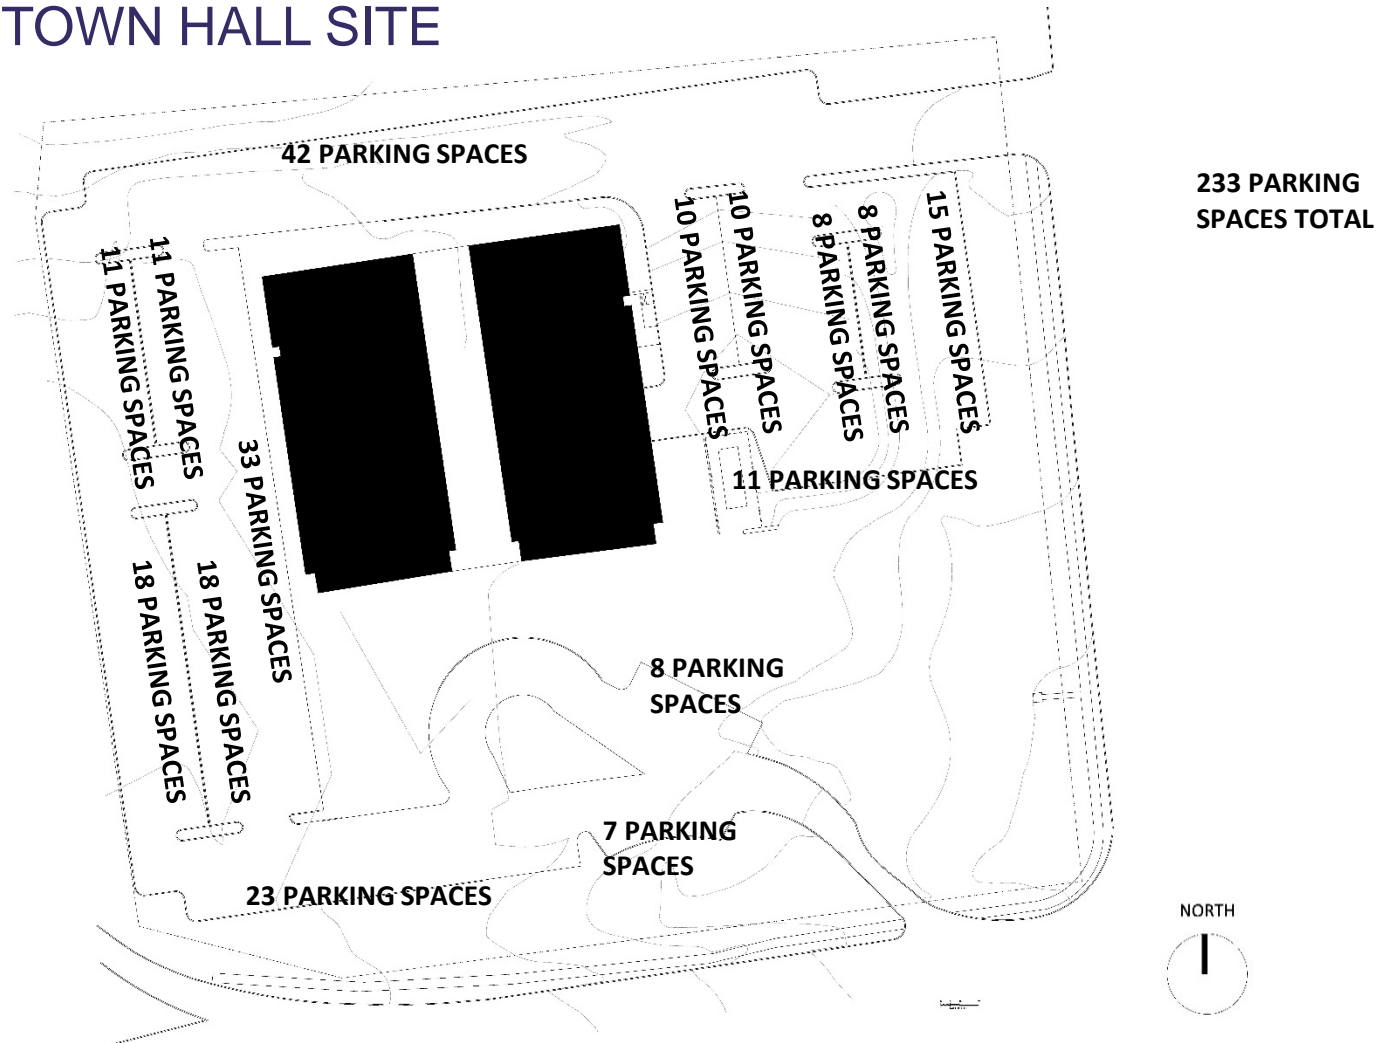 TOWN HALL SITE
42 PARKING SPACES
233 PARKING
SPACES TOTAL
11 PARKING SPACES
11 PARKING SPACES
33 PARKING SPACES
10 PARKING SPACES
10 PARKING SPACES
8 PARKING SPACES
8 PARKING SPACES
15 PARKING SPACES
11 PARKING SPACES
18 PARKING SPACES
18 PARKING SPACES
8 PARKING
SPACES
7 PARKING
SPACES
23 PARKING SPACES
NORTH